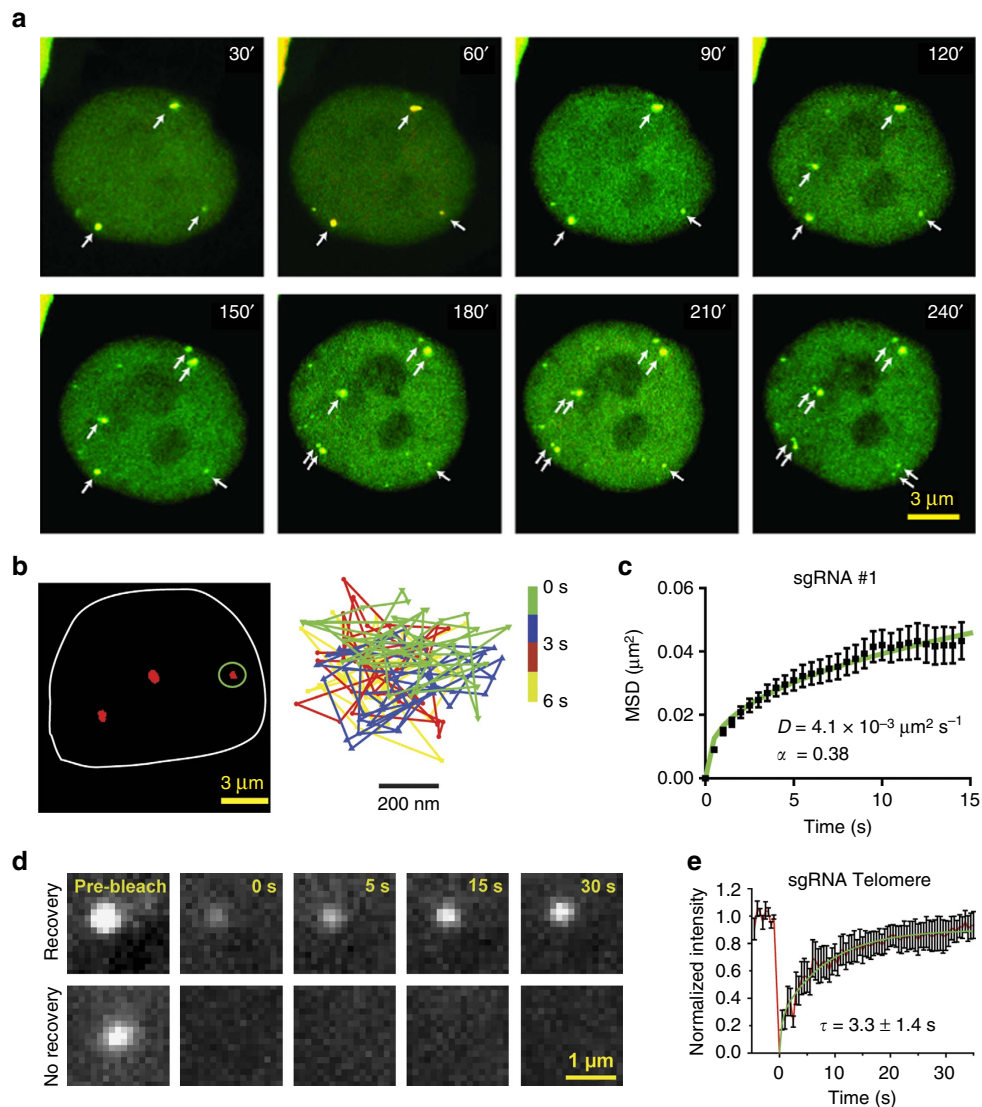 a
30′
60′
90′
120′
150′
180′
210′
240′
3 μm
b
3 μm
0 s
3 s
6 s
200 nm
c
sgRNA #1
MSD (μm²)
0.06
0.04
0.02
0.00
D = 4.1 × 10⁻³ μm² s⁻¹
α = 0.38
0 5 10 15
Time (s)
d
Recovery
Pre-bleach
0 s
5 s
15 s
30 s
No recovery
1 μm
e
sgRNA Telomere
Normalized intensity
1.2
1.0
0.8
0.6
0.4
0.2
0.0
τ = 3.3 ± 1.4 s
0 10 20 30
Time (s)